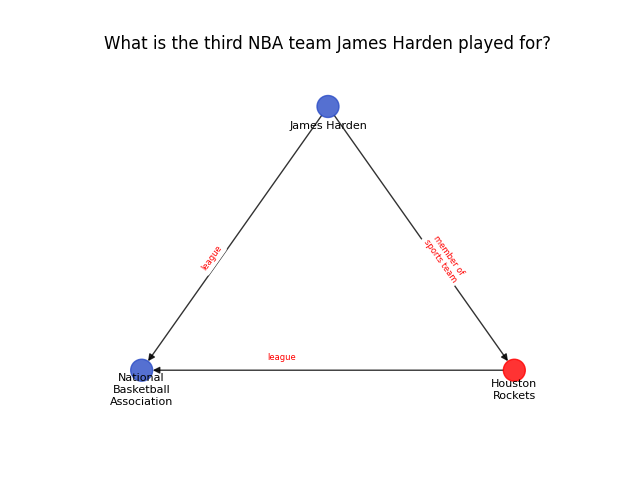 What is the third NBA team James Harden played for?
James Harden
league
member of
sports team
league
National
Basketball
Association
Houston
Rockets